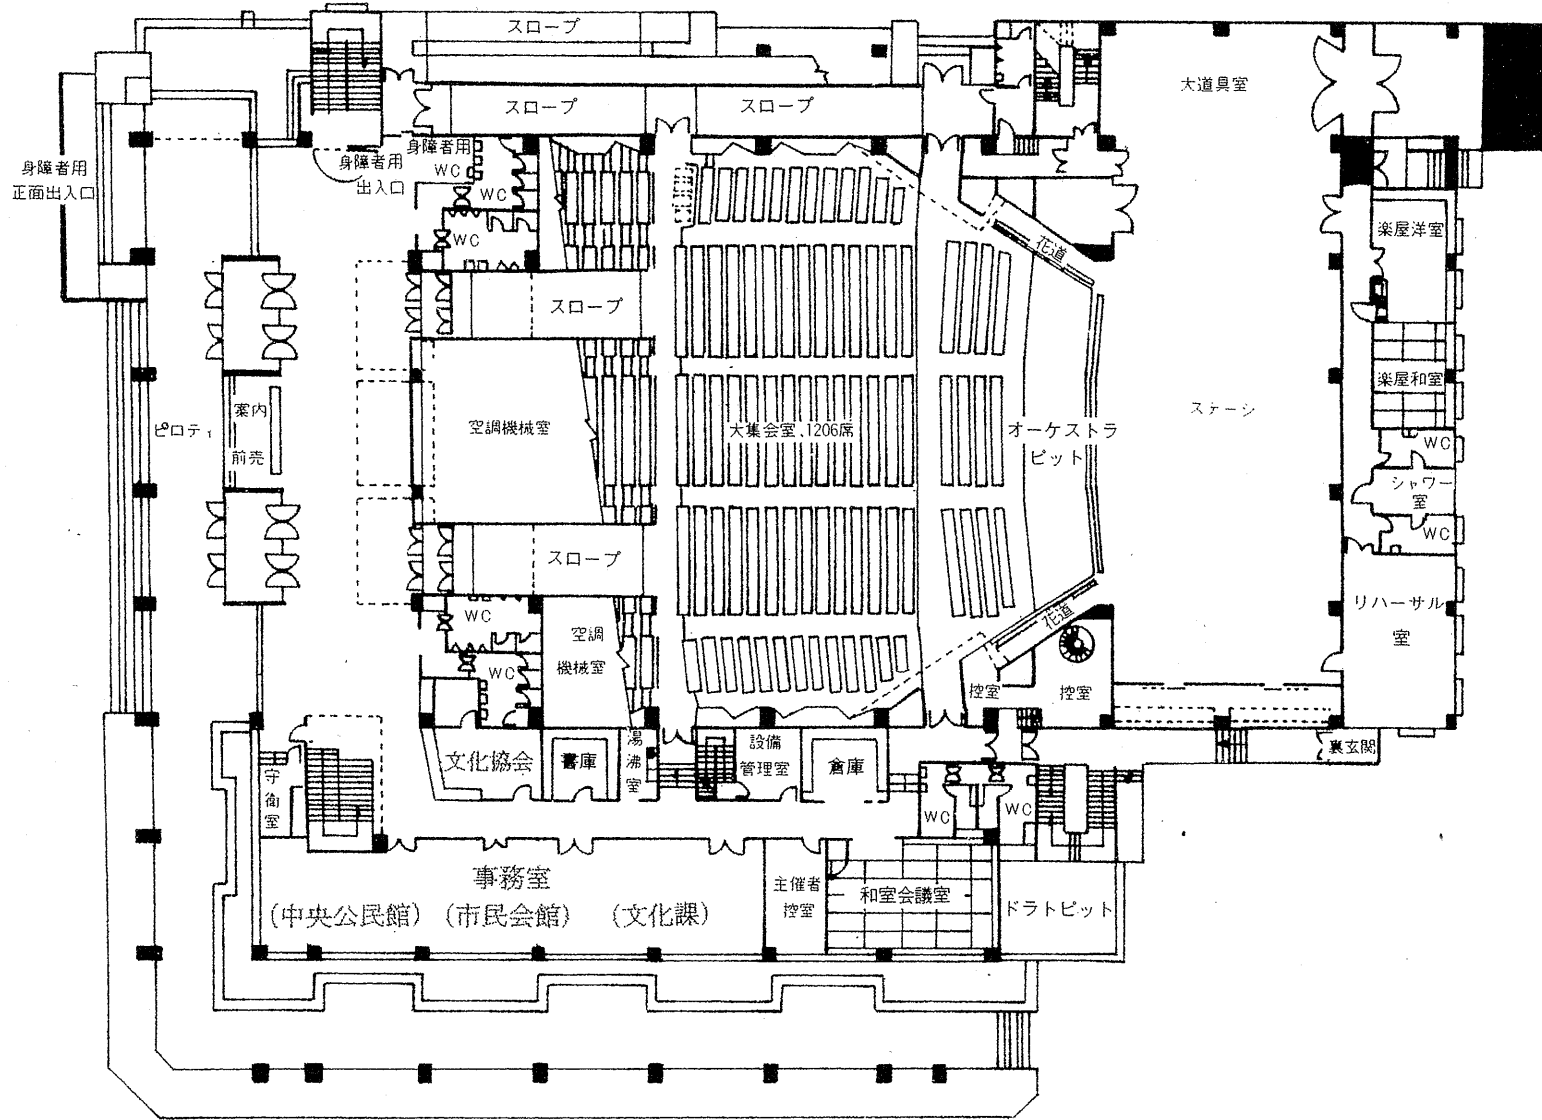 スロープ
大道具室
スロープ
スロープ
身障者用
WC
身障者用
出入口
身障者用
正面出入口
WC
WC
楽屋洋室
花道
スロープ
楽屋和室
案内
前売
ピロティ
空調機械室
大集会室、1206席
オーケストラ
ピット
ステーシ
WC
シャワー
室
WC
スロープ
リハーサル
室
WC
空調
機械室
花道
WC
控室
控室
文化協会
書庫
湯
沸
室
設備
管理室
倉庫
裏玄関
守
衛
室
WC
WC
事務室
(中央公民館) (市民会館) (文化課)
主催者
控室
和室会議室
ドラトピット